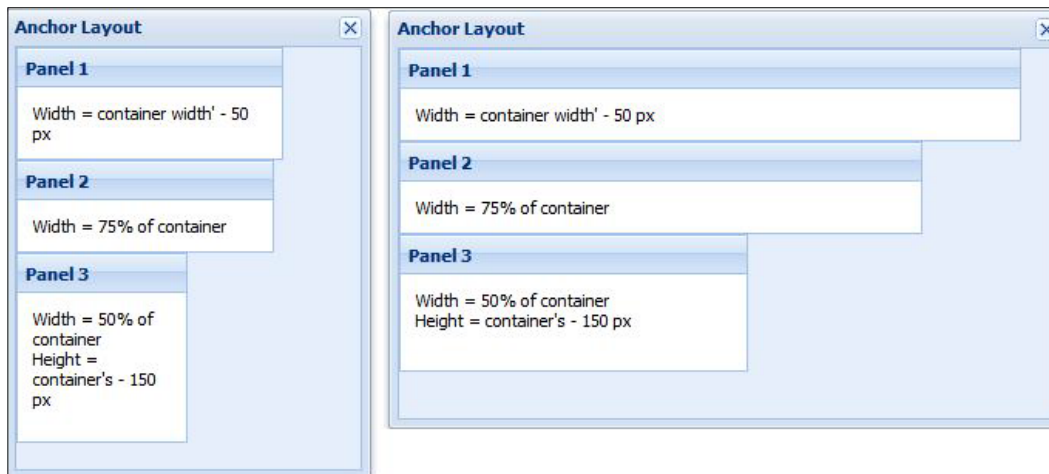 Anchor Layout
Panel 1
Width = container width' - 50
px
Panel 2
Width = 75% of container
Panel 3
Width = 50% of
container
Height =
container's - 150
px
Anchor Layout
Panel 1
Width = container width' - 50 px
Panel 2
Width = 75% of container
Panel 3
Width = 50% of container
Height = container's - 150 px